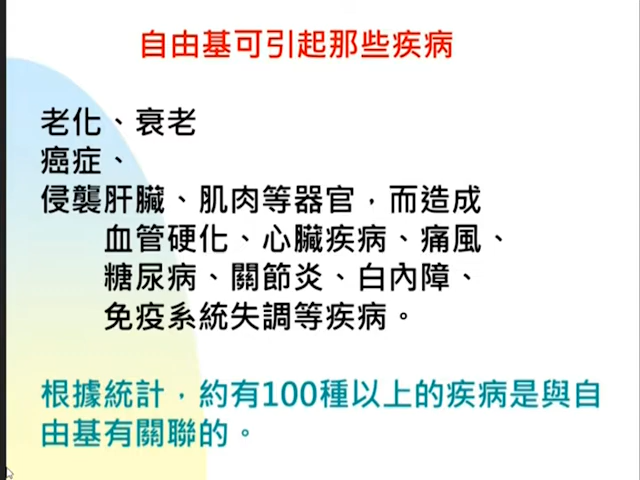 自由基可引起那些疾病
老化、衰老
癌症、
侵襲肝臟、肌肉等器官，而造成
血管硬化、心臟疾病、痛風、
糖尿病、關節炎、白內障、
免疫系統失調等疾病。
根據統計，約有100種以上的疾病是與自
由基有關聯的。